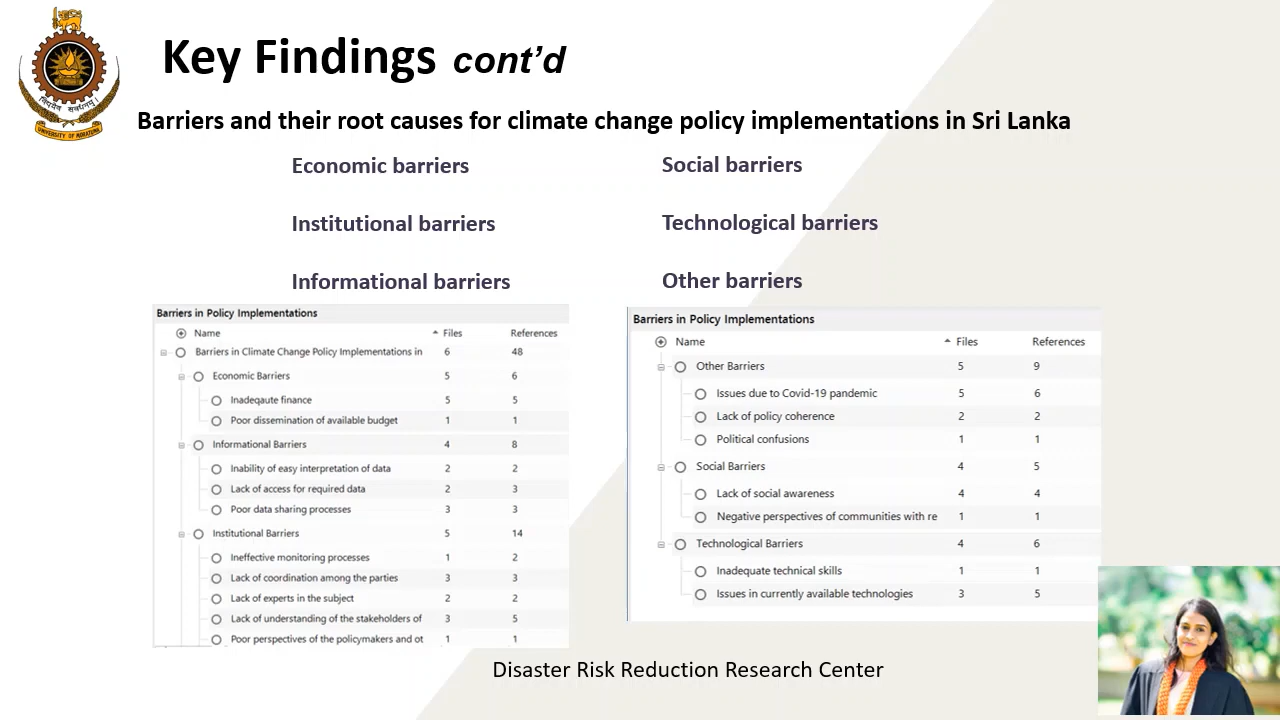 Key Findings cont'd
Barriers and their root causes for climate change policy implementations in Sri Lanka
Economic barriers
Social barriers
Institutional barriers
Technological barriers
Informational barriers
Other barriers
Barriers in Policy Implementations
Name Files References
Barriers in Climate Change Policy Implementations in 6 48
Economic Barriers 5 6
Inadeqaute finance 5 5
Poor dissemination of available budget 1 1
Informational Barriers 4 8
Inability of easy interpretation of data 2 2
Lack of access for required data 2 3
Poor data sharing processes 3 3
Institutional Barriers 5 14
Ineffective monitoring processes 1 2
Lack of coordination among the parties 3 3
Lack of experts in the subject 2 2
Lack of understanding of the stakeholders of 3 5
Poor perspectives of the policymakers and ot 1 1
Barriers in Policy Implementations
Name Files References
Other Barriers 5 9
Issues due to Covid-19 pandemic 5 6
Lack of policy coherence 2 2
Political confusions 1 1
Social Barriers 4 5
Lack of social awareness 4 4
Negative perspectives of communities with re 1 1
Technological Barriers 4 6
Inadequate technical skills 1 1
Issues in currently available technologies 3 5
Disaster Risk Reduction Research Center
UNIVERSITY OF MORATUWA